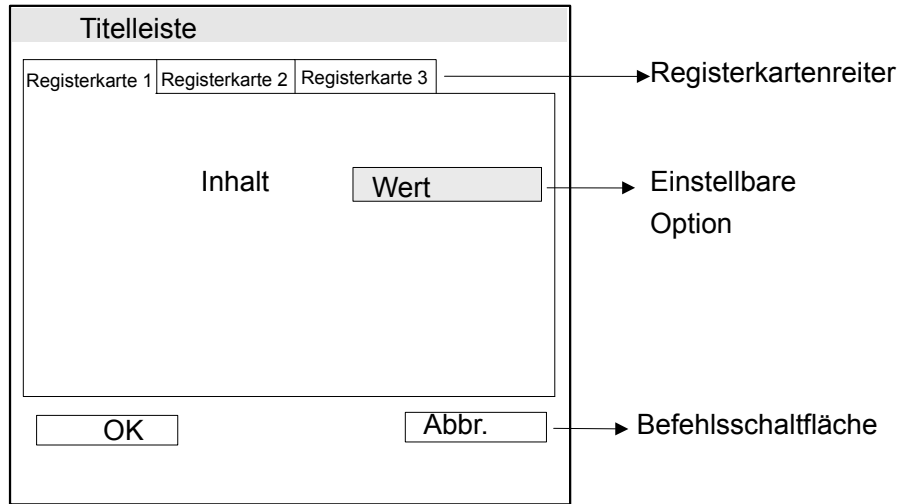 Titelleiste
Registerkarte 1 Registerkarte 2 Registerkarte 3
Registerkartenreiter
Inhalt Wert
Einstellbare
Option
OK Abbr.
Befehlsschaltfläche